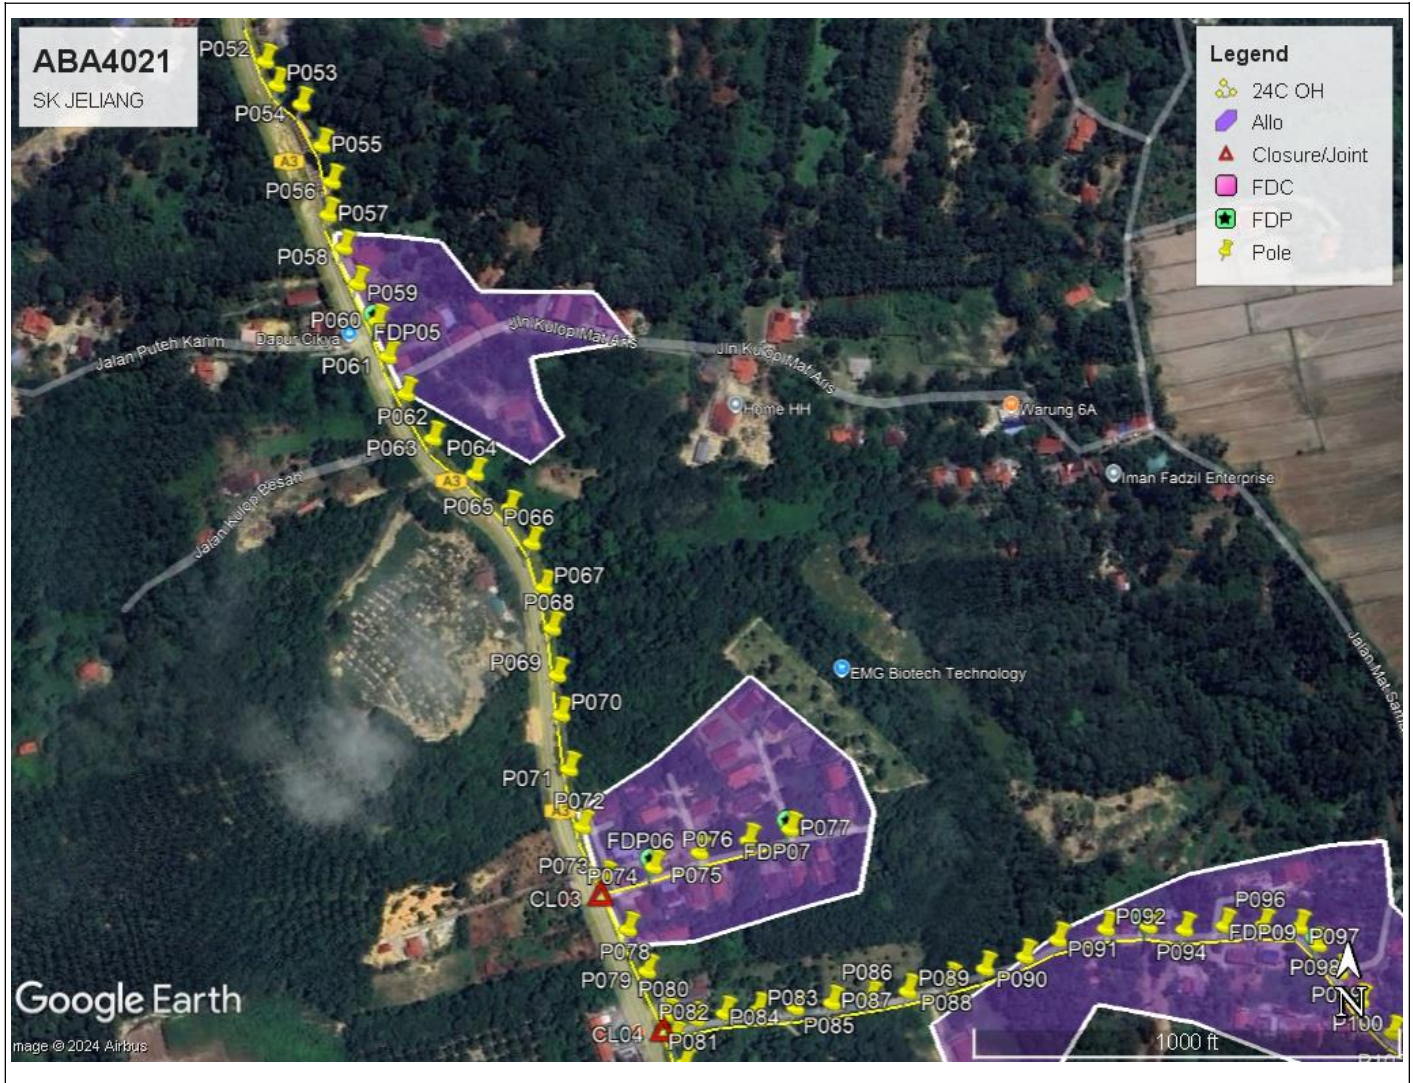 ABA4021
SK JELIANG
Legend
24C OH
Allo
Closure/Joint
FDC
FDP
Pole
P052
P053
P054
P055
A3
P056
P057
P058
P059
P060
FDP05
Dapur Cikya
Jalan Puteh Karim
Jln Kulop Mat Aris
Jln Kulop Mat Aris
P061
P062
Home HH
Warung 6A
P063
P064
A3
Iman Fadzil Enterprise
Jalan Kulop Besar
P065
P066
P067
P068
P069
EMG Biotech Technology
P070
P071
P072
A3
P073
P074
CL03
FDP06
P075
P076
FDP07
P077
P078
P079
P080
P082
CL04
P081
P083
P084
P085
P086
P087
P088
P089
P090
P091
P092
P094
P096
FDP09
P097
P098
N
P100
1000 ft
Google Earth
mage © 2024 Airbus